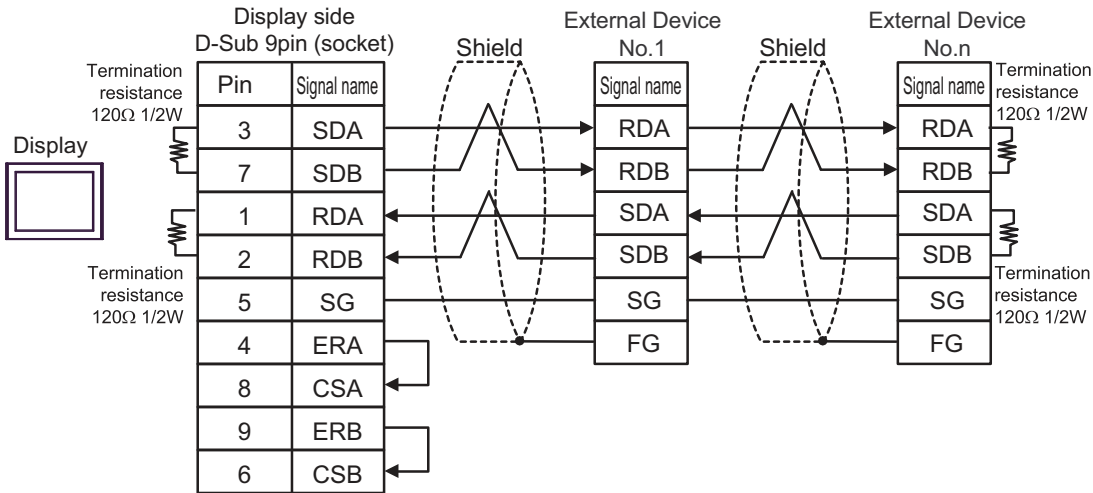 Display side
D-Sub 9pin (socket)
External Device
No.1
External Device
No.n
Shield
Shield
Termination
resistance
120Ω 1/2W
Display
Termination
resistance
120Ω 1/2W
Pin Signal name
3 SDA
7 SDB
1 RDA
2 RDB
5 SG
4 ERA
8 CSA
9 ERB
6 CSB
Signal name
RDA
RDB
SDA
SDB
SG
FG
Signal name
RDA
RDB
SDA
SDB
SG
FG
Termination
resistance
120Ω 1/2W
Termination
resistance
120Ω 1/2W